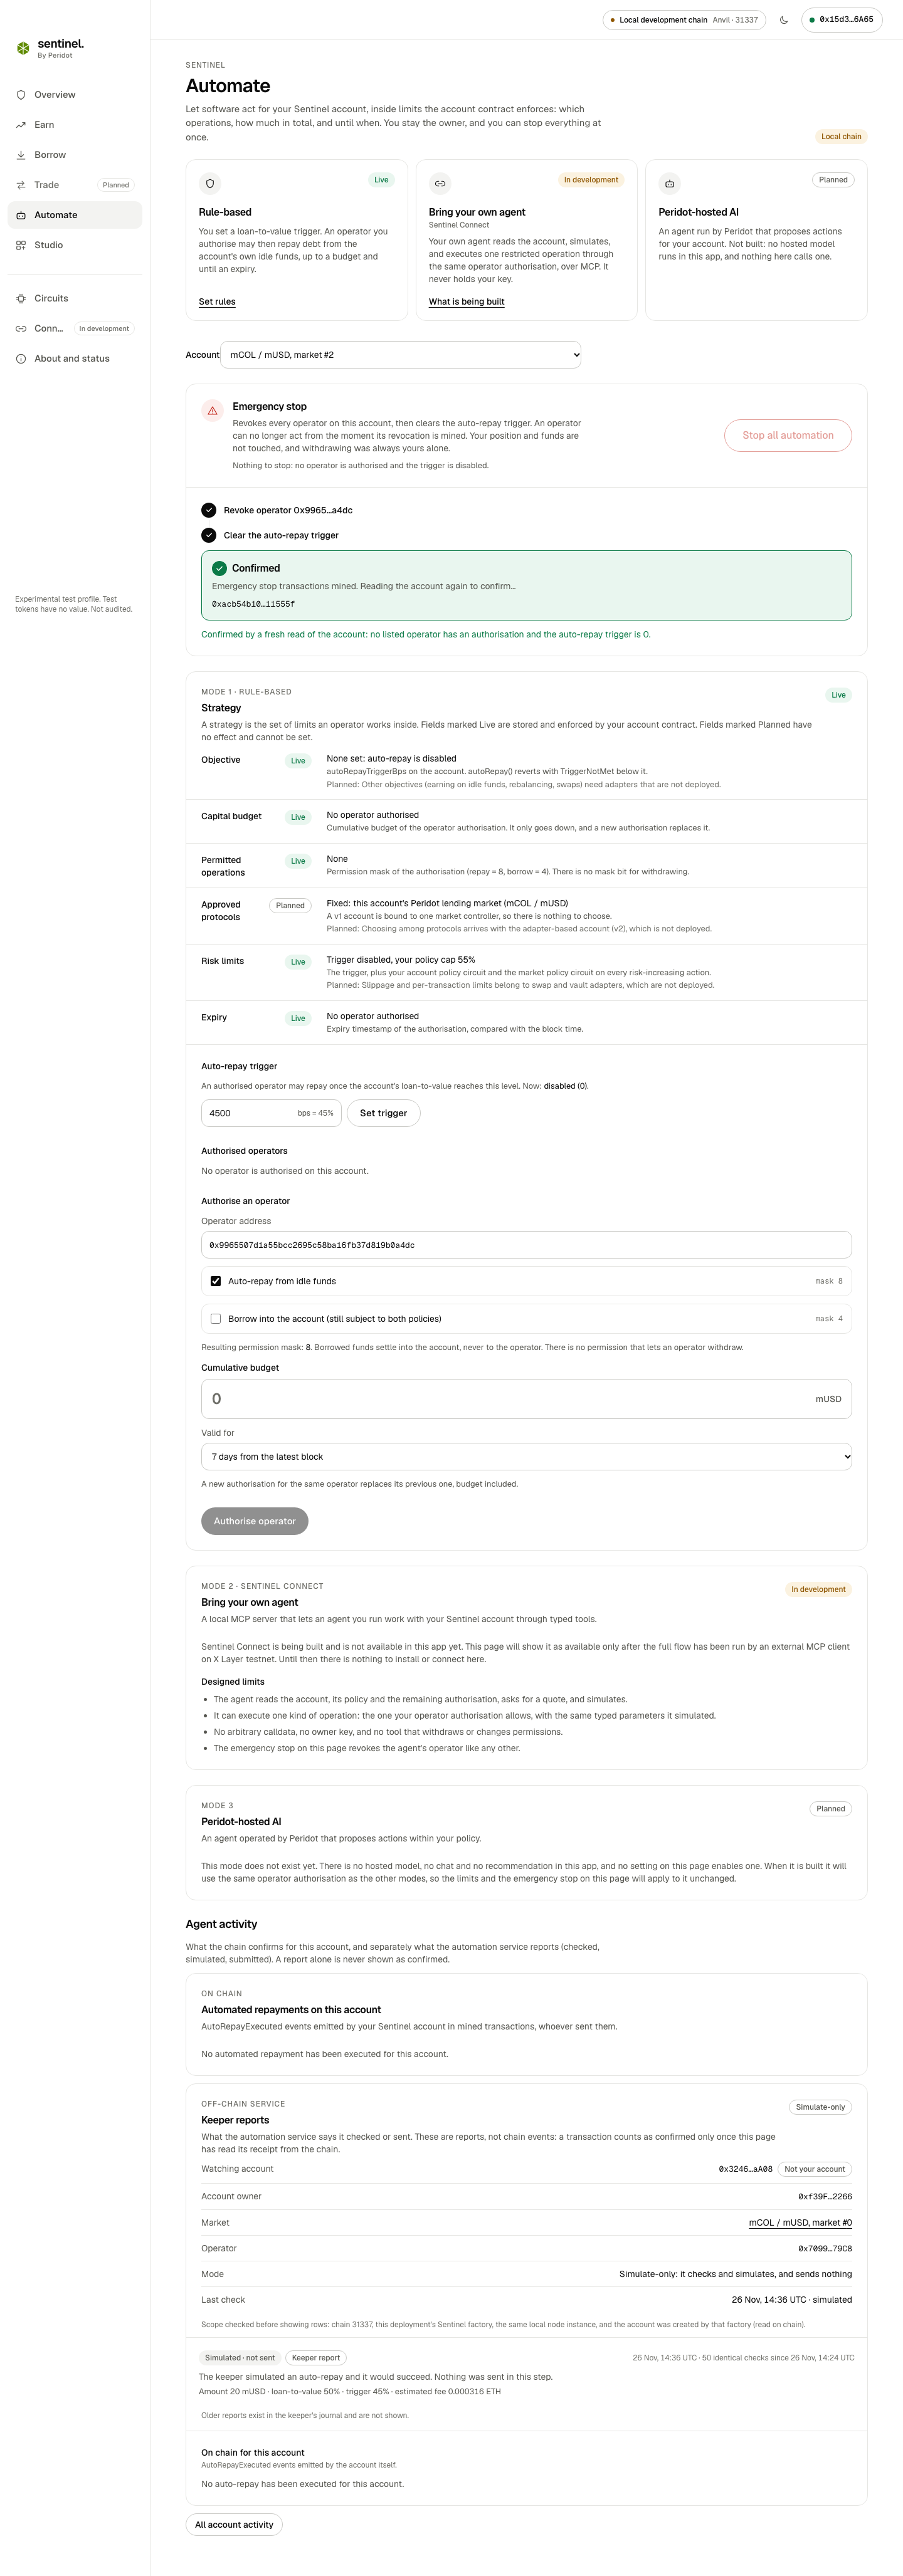 sentinel.
By Peridot
Overview
Earn
Borrow
Trade Planned
Automate
Studio
Circuits
Conn... In development
About and status
Experimental test profile. Test
tokens have no value. Not audited.
Local development chain Anvil · 31337
0x15d3...6A65
SENTINEL
Automate
Let software act for your Sentinel account, inside limits the account contract enforces: which
operations, how much in total, and until when. You stay the owner, and you can stop everything at
once.
Local chain
Live
Rule-based
You set a loan-to-value trigger. An operator you
authorise may then repay debt from the
account's own idle funds, up to a budget and
until an expiry.
Set rules
In development
Bring your own agent
Sentinel Connect
Your own agent reads the account, simulates,
and executes one restricted operation through
the same operator authorisation, over MCP. It
never holds your key.
What is being built
Planned
Peridot-hosted AI
An agent run by Peridot that proposes actions
for your account. Not built: no hosted model
runs in this app, and nothing here calls one.
Account mCOL / mUSD, market #2
Emergency stop
Revokes every operator on this account, then clears the auto-repay trigger. An operator
can no longer act from the moment its revocation is mined. Your position and funds are
not touched, and withdrawing was always yours alone.
Nothing to stop: no operator is authorised and the trigger is disabled.
Stop all automation
Revoke operator 0x9965...a4dc
Clear the auto-repay trigger
Confirmed
Emergency stop transactions mined. Reading the account again to confirm...
0xacb54b10...11555f
Confirmed by a fresh read of the account: no listed operator has an authorisation and the auto-repay trigger is 0.
MODE 1 · RULE-BASED
Live
Strategy
A strategy is the set of limits an operator works inside. Fields marked Live are stored and enforced by your account contract. Fields marked Planned have
no effect and cannot be set.
Objective Live None set: auto-repay is disabled
autoRepayTriggerBps on the account. autoRepay() reverts with TriggerNotMet below it.
Planned: Other objectives (earning on idle funds, rebalancing, swaps) need adapters that are not deployed.
Capital budget Live No operator authorised
Cumulative budget of the operator authorisation. It only goes down, and a new authorisation replaces it.
Permitted
operations
Live None
Permission mask of the authorisation (repay = 8, borrow = 4). There is no mask bit for withdrawing.
Approved
protocols
Planned Fixed: this account's Peridot lending market (mCOL / mUSD)
A v1 account is bound to one market controller, so there is nothing to choose.
Planned: Choosing among protocols arrives with the adapter-based account (v2), which is not deployed.
Risk limits Live Trigger disabled, your policy cap 55%
The trigger, plus your account policy circuit and the market policy circuit on every risk-increasing action.
Planned: Slippage and per-transaction limits belong to swap and vault adapters, which are not deployed.
Expiry Live No operator authorised
Expiry timestamp of the authorisation, compared with the block time.
Auto-repay trigger
An authorised operator may repay once the account's loan-to-value reaches this level. Now: disabled (0).
4500 bps = 45% Set trigger
Authorised operators
No operator is authorised on this account.
Authorise an operator
Operator address
0x9965507d1a55bcc2695c58ba16fb37d819b0a4dc
Auto-repay from idle funds mask 8
Borrow into the account (still subject to both policies) mask 4
Resulting permission mask: 8. Borrowed funds settle into the account, never to the operator. There is no permission that lets an operator withdraw.
Cumulative budget
0 mUSD
Valid for
7 days from the latest block
A new authorisation for the same operator replaces its previous one, budget included.
Authorise operator
MODE 2 · SENTINEL CONNECT
In development
Bring your own agent
A local MCP server that lets an agent you run work with your Sentinel account through typed tools.
Sentinel Connect is being built and is not available in this app yet. This page will show it as available only after the full flow has been run by an external MCP client
on X Layer testnet. Until then there is nothing to install or connect here.
Designed limits
• The agent reads the account, its policy and the remaining authorisation, asks for a quote, and simulates.
• It can execute one kind of operation: the one your operator authorisation allows, with the same typed parameters it simulated.
• No arbitrary calldata, no owner key, and no tool that withdraws or changes permissions.
• The emergency stop on this page revokes the agent's operator like any other.
MODE 3
Planned
Peridot-hosted AI
An agent operated by Peridot that proposes actions within your policy.
This mode does not exist yet. There is no hosted model, no chat and no recommendation in this app, and no setting on this page enables one. When it is built it will
use the same operator authorisation as the other modes, so the limits and the emergency stop on this page will apply to it unchanged.
Agent activity
What the chain confirms for this account, and separately what the automation service reports (checked,
simulated, submitted). A report alone is never shown as confirmed.
ON CHAIN
Automated repayments on this account
AutoRepayExecuted events emitted by your Sentinel account in mined transactions, whoever sent them.
No automated repayment has been executed for this account.
OFF-CHAIN SERVICE
Simulate-only
Keeper reports
What the automation service says it checked or sent. These are reports, not chain events: a transaction counts as confirmed only once this page
has read its receipt from the chain.
Watching account 0x3246...aA08 Not your account
Account owner 0xf39F...2266
Market mCOL / mUSD, market #0
Operator 0x7099...79C8
Mode Simulate-only: it checks and simulates, and sends nothing
Last check 26 Nov, 14:36 UTC · simulated
Scope checked before showing rows: chain 31337, this deployment's Sentinel factory, the same local node instance, and the account was created by that factory (read on chain).
Simulated · not sent Keeper report 26 Nov, 14:36 UTC · 50 identical checks since 26 Nov, 14:24 UTC
The keeper simulated an auto-repay and it would succeed. Nothing was sent in this step.
Amount 20 mUSD · loan-to-value 50% · trigger 45% · estimated fee 0.000316 ETH
Older reports exist in the keeper's journal and are not shown.
On chain for this account
AutoRepayExecuted events emitted by the account itself.
No auto-repay has been executed for this account.
All account activity